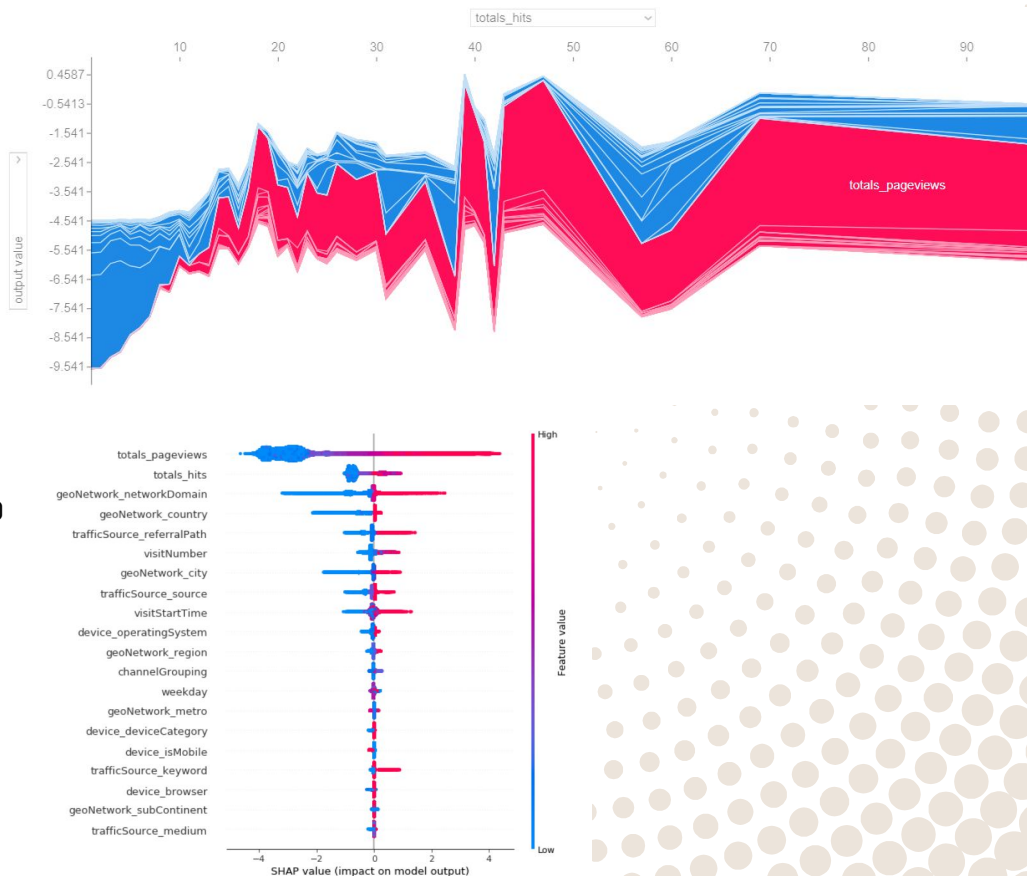 totals_hits
10 20 30 40 50 60 70 80 90
0.4587
-0.5413
-1.541
-2.541
-3.541
-4.541
-5.541
-6.541
-7.541
-8.541
-9.541
output value
totals_pageviews
High
totals_pageviews
totals_hits
geoNetwork_networkDomain
geoNetwork_country
trafficSource_referralPath
visitNumber
geoNetwork_city
trafficSource_source
visitStartTime
device_operatingSystem
geoNetwork_region
channelGrouping
weekday
geoNetwork_metro
device_deviceCategory
device_isMobile
trafficSource_keyword
device_browser
geoNetwork_subContinent
trafficSource_medium
Feature value
Low
−4 −2 0 2 4
SHAP value (impact on model output)